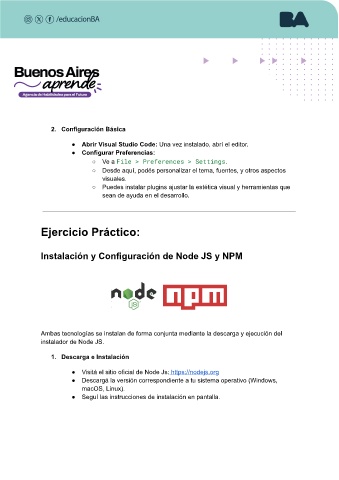 /educacionBA
BA
Buenos Aires
aprende
Agencia de Habilidades para el Futuro
2. Configuración Básica
● Abrir Visual Studio Code: Una vez instalado, abrí el editor.
● Configurar Preferencias:
○ Ve a File > Preferences > Settings.
○ Desde aquí, podés personalizar el tema, fuentes, y otros aspectos
visuales.
○ Puedes instalar plugins ajustar la estética visual y herramientas que
sean de ayuda en el desarrollo.
Ejercicio Práctico:
Instalación y Configuración de Node JS y NPM
node
JS
npm
Ambas tecnologías se instalan de forma conjunta mediante la descarga y ejecución del
instalador de Node JS.
1. Descarga e Instalación
● Visitá el sitio oficial de Node Js: https://nodejs.org
● Descargá la versión correspondiente a tu sistema operativo (Windows,
macOS, Linux).
● Seguí las instrucciones de instalación en pantalla.